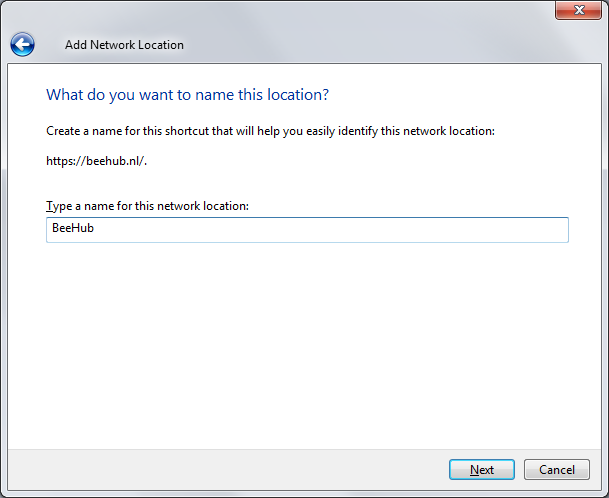 Add Network Location
What do you want to name this location?
Create a name for this shortcut that will help you easily identify this network location:
https://beehub.nl/.
Type a name for this network location:
BeeHub
Next
Cancel